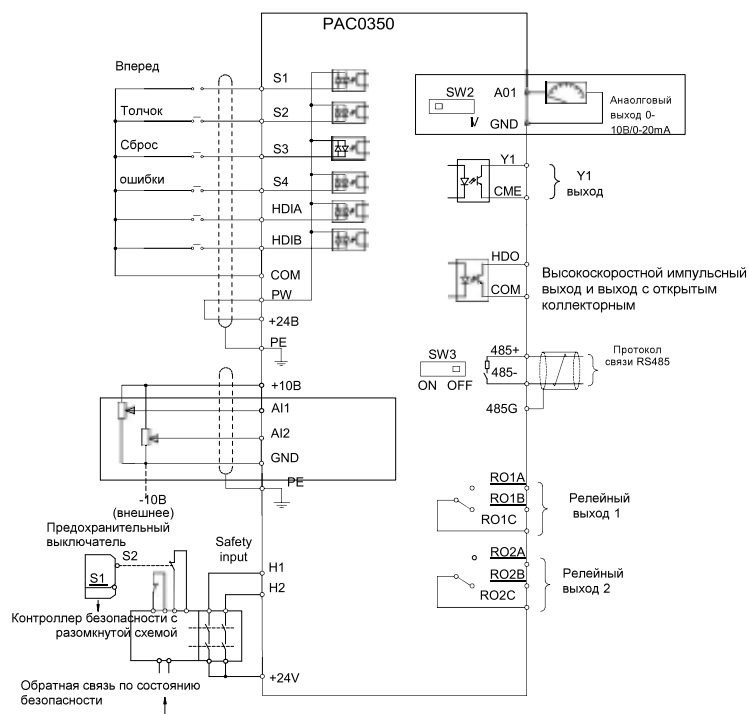 PAC0350
Вперед
S1
Толчок
S2
Сброс
S3
ошибки
S4
HDIA
HDIB
COM
PW
+24В
PE
+10В
AI1
AI2
GND
PE
-10В
(внешнее)
Предохранительный
выключатель
S2
S1
Safety
input
H1
H2
Контроллер безопасности с
разомкнутой схемой
+24V
Обратная связь по состоянию
безопасности
SW2
V
A01
GND
Анаолговый
выход 0-
10В/0-20mA
Y1
CME
Y1
выход
HDO
COM
Высокоскоростной импульсный
выход и выход с открытым
коллекторным
SW3
ON OFF
485+
485-
485G
Протокол
связи RS485
RO1A
RO1B
RO1C
Релейный
выход 1
RO2A
RO2B
RO2C
Релейный
выход 2